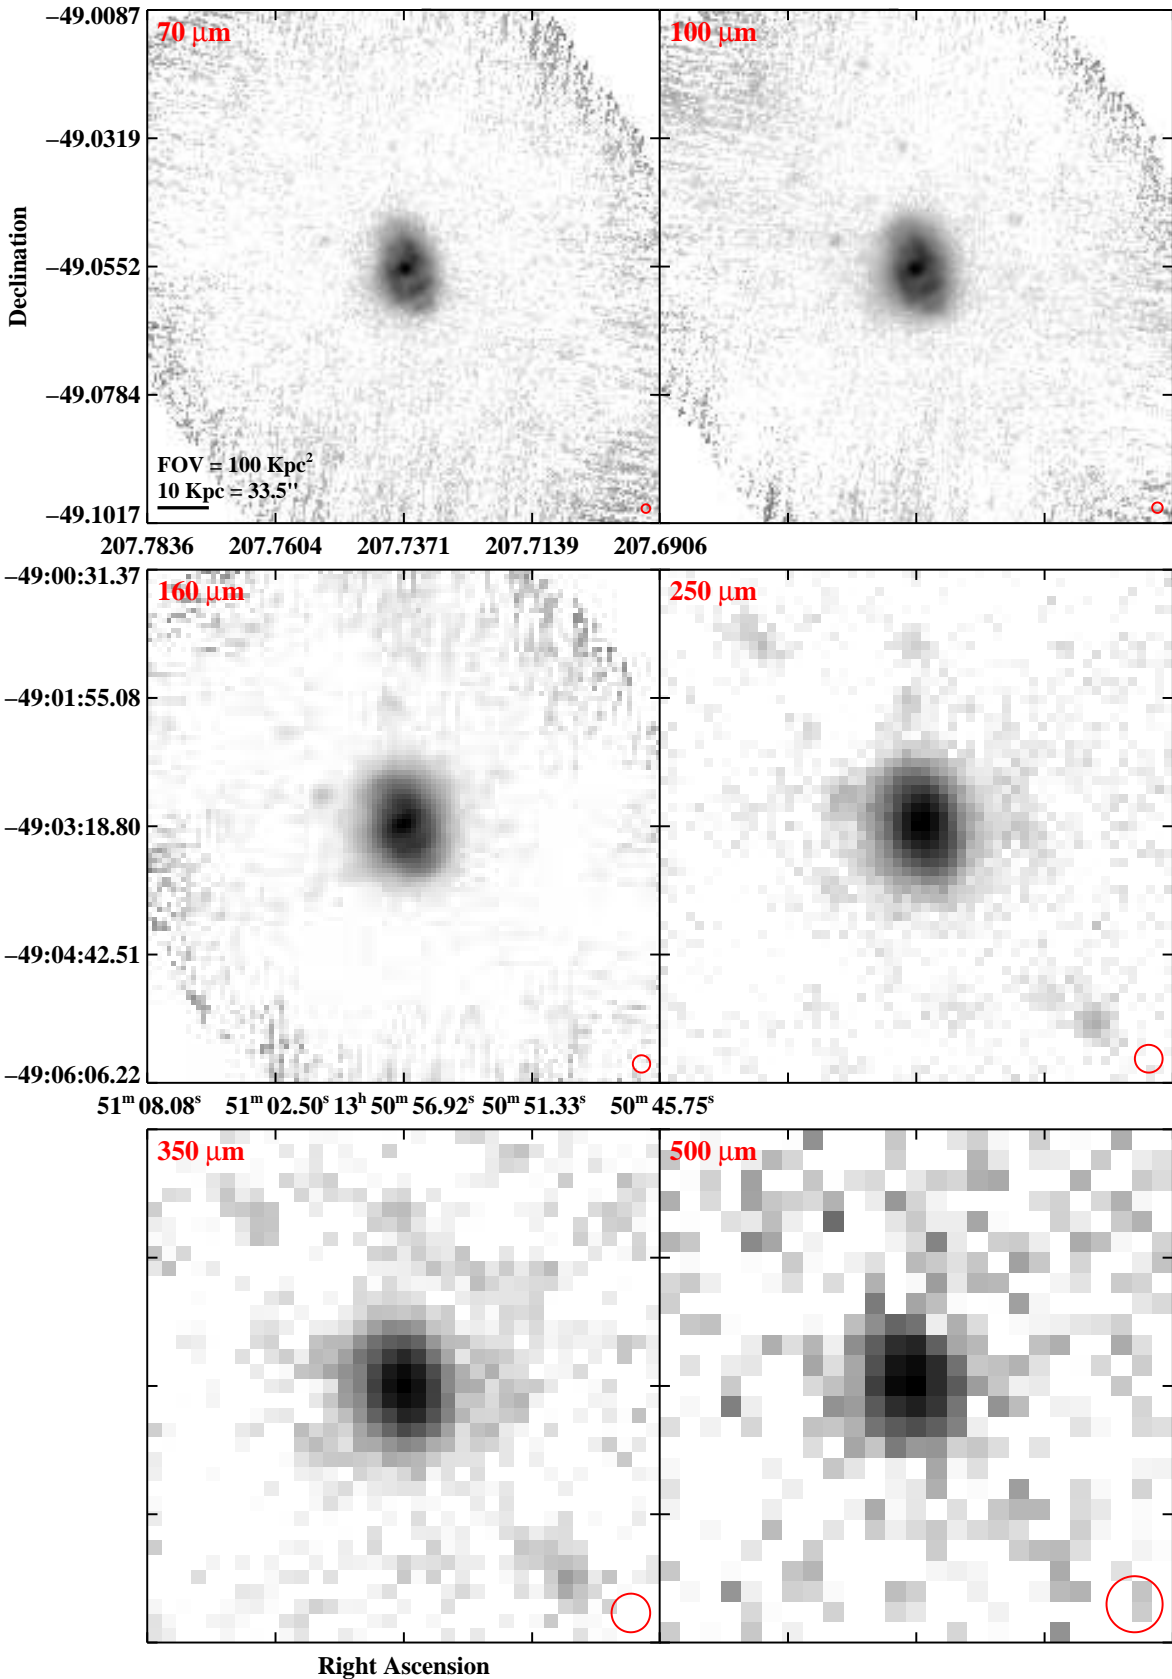 −49.0087
70 μm
100 μm
−49.0319
Declination
−49.0552
−49.0784
FOV = 100 Kpc²
10 Kpc = 33.5"
−49.1017
207.7836 207.7604 207.7371 207.7139 207.6906
−49:00:31.37
160 μm
250 μm
−49:01:55.08
−49:03:18.80
−49:04:42.51
−49:06:06.22
51ᵐ 08.08ˢ 51ᵐ 02.50ˢ 13ʰ 50ᵐ 56.92ˢ 50ᵐ 51.33ˢ 50ᵐ 45.75ˢ
350 μm
500 μm
Right Ascension